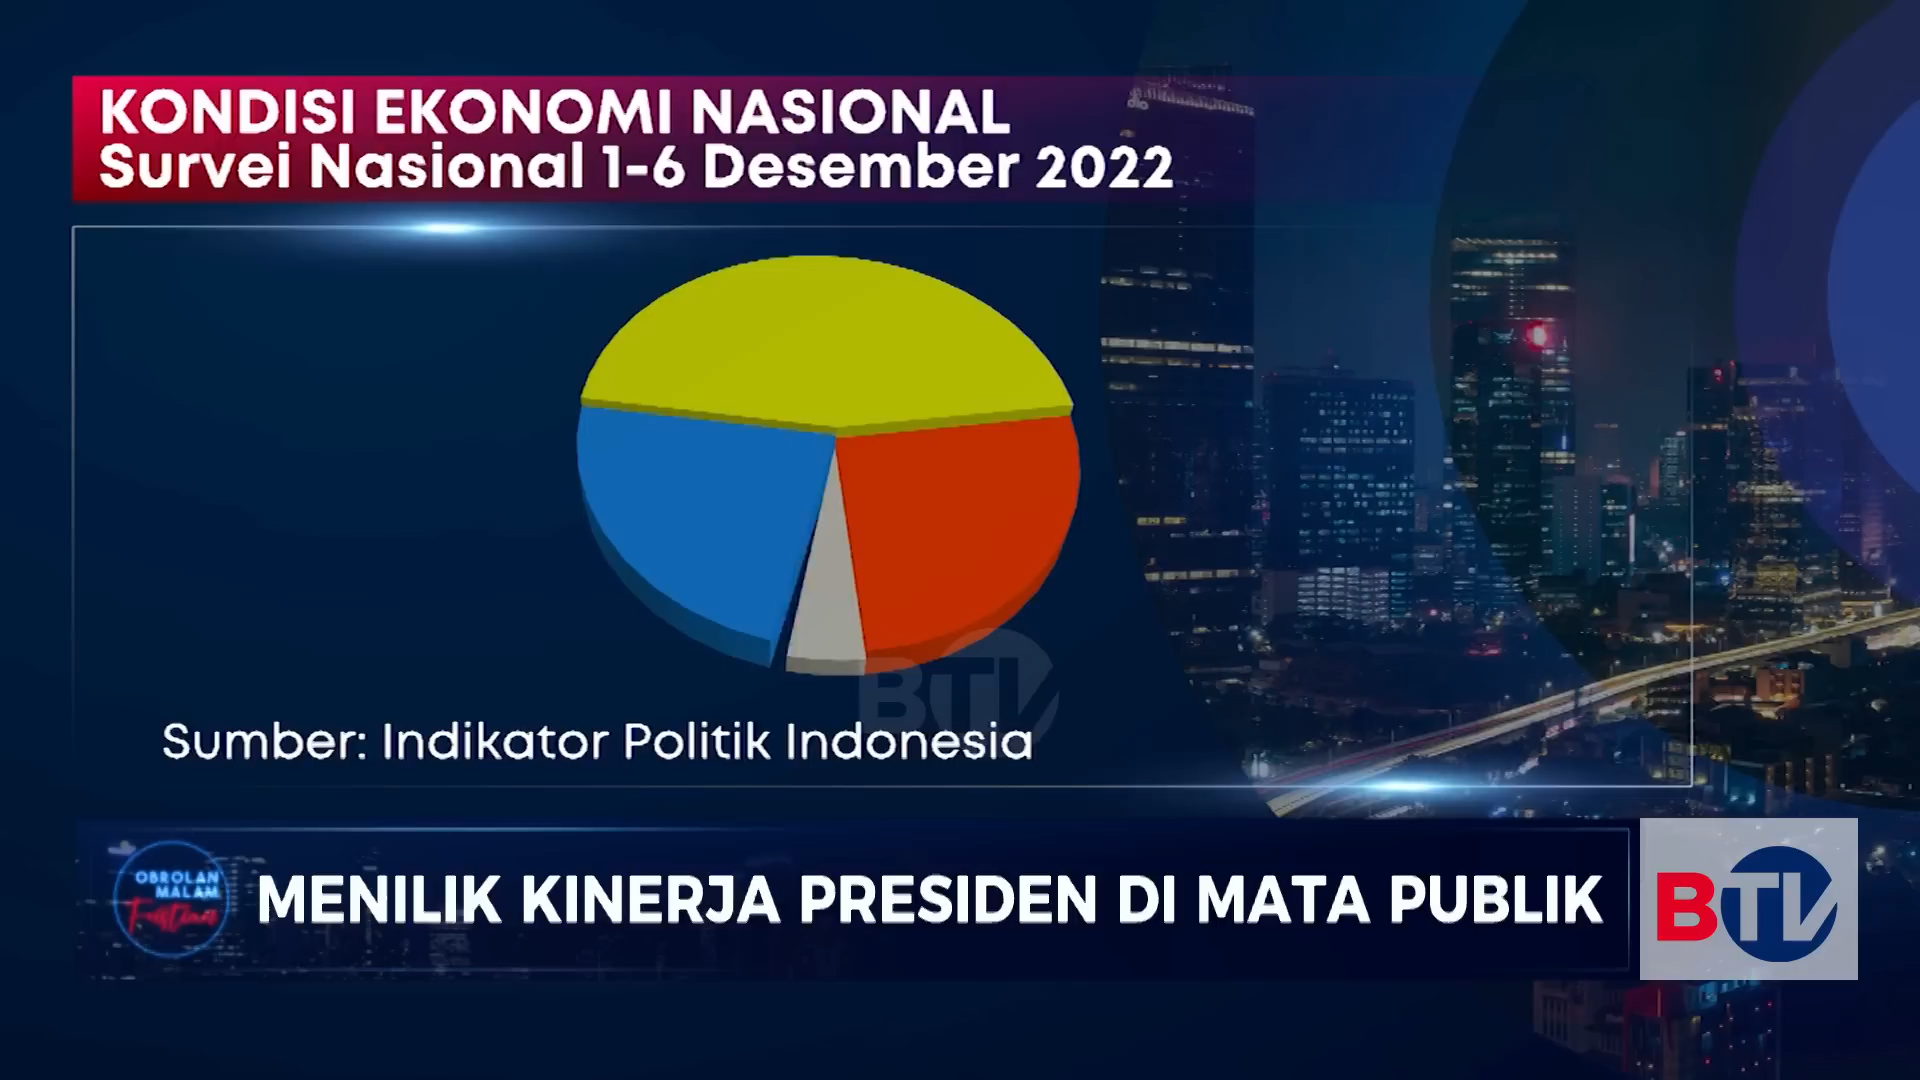 KONDISI EKONOMI NASIONAL
Survei Nasional 1-6 Desember 2022
BTV
Sumber: Indikator Politik Indonesia
OBROLAN
MALAM
MENILIK KINERJA PRESIDEN DI MATA PUBLIK
BTV